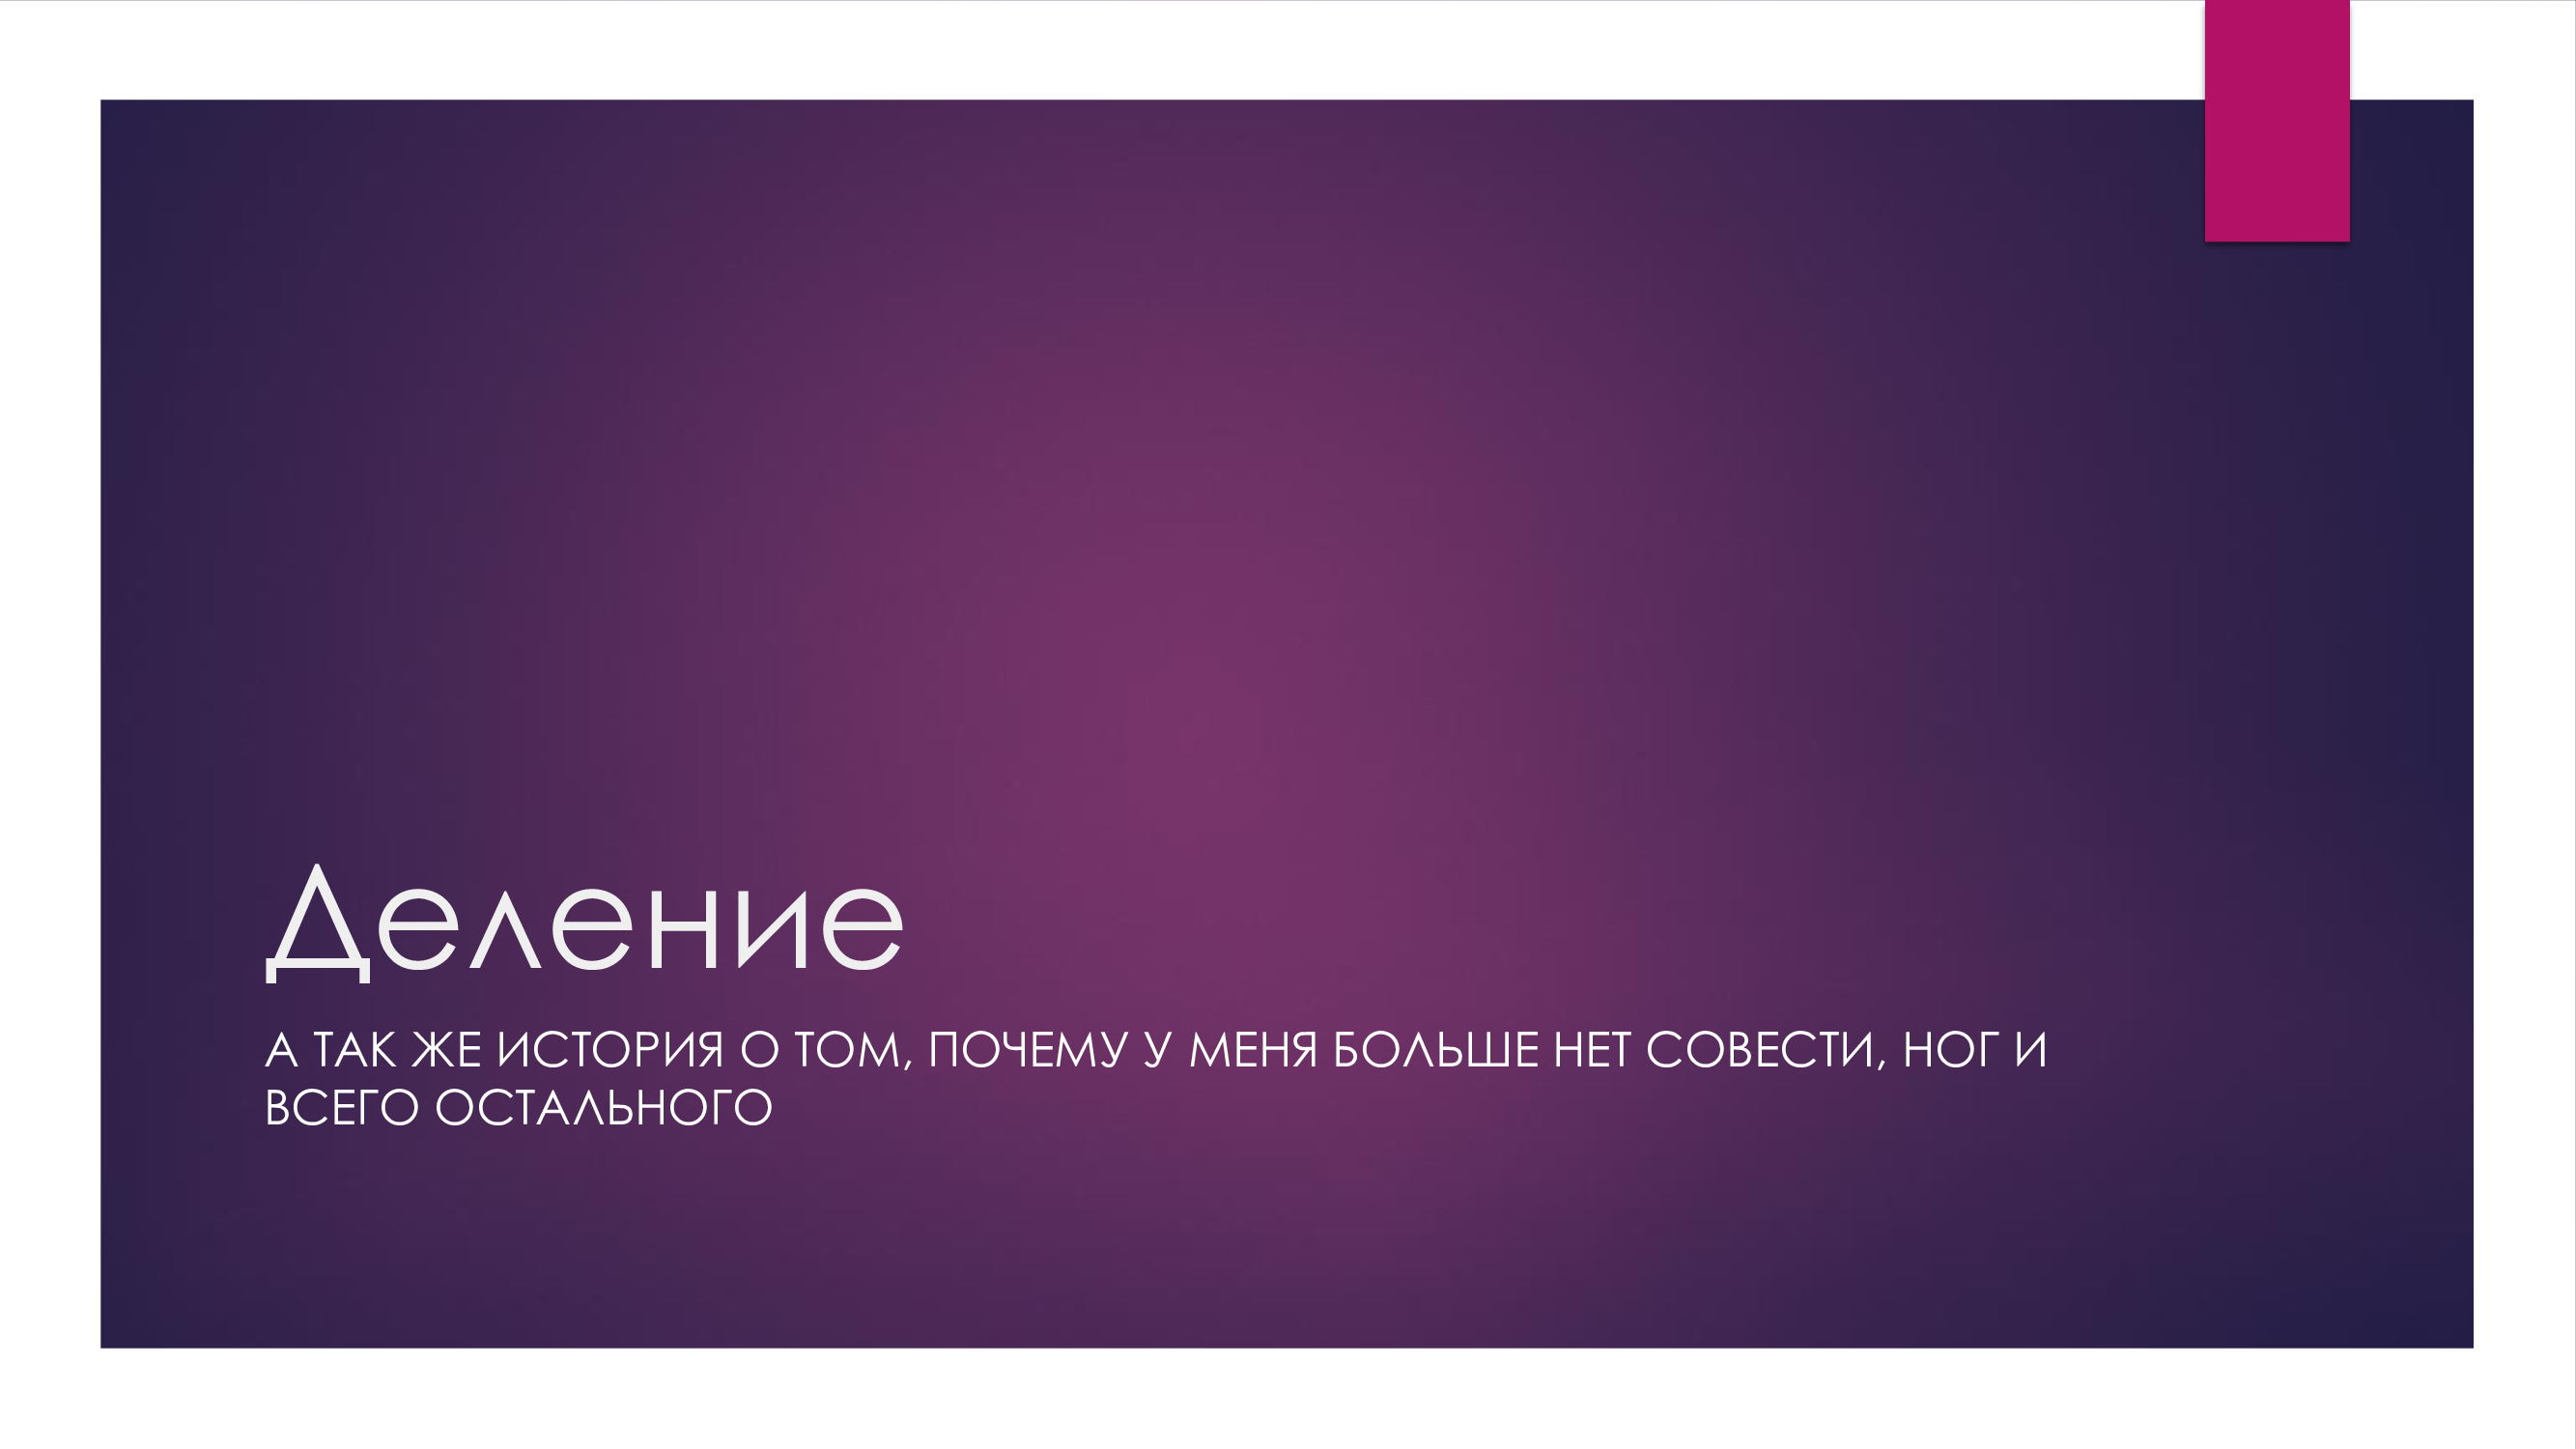 Деление
А ТАК ЖЕ ИСТОРИЯ О ТОМ, ПОЧЕМУ У МЕНЯ БОЛЬШЕ НЕТ СОВЕСТИ, НОГ И
ВСЕГО ОСТАЛЬНОГО